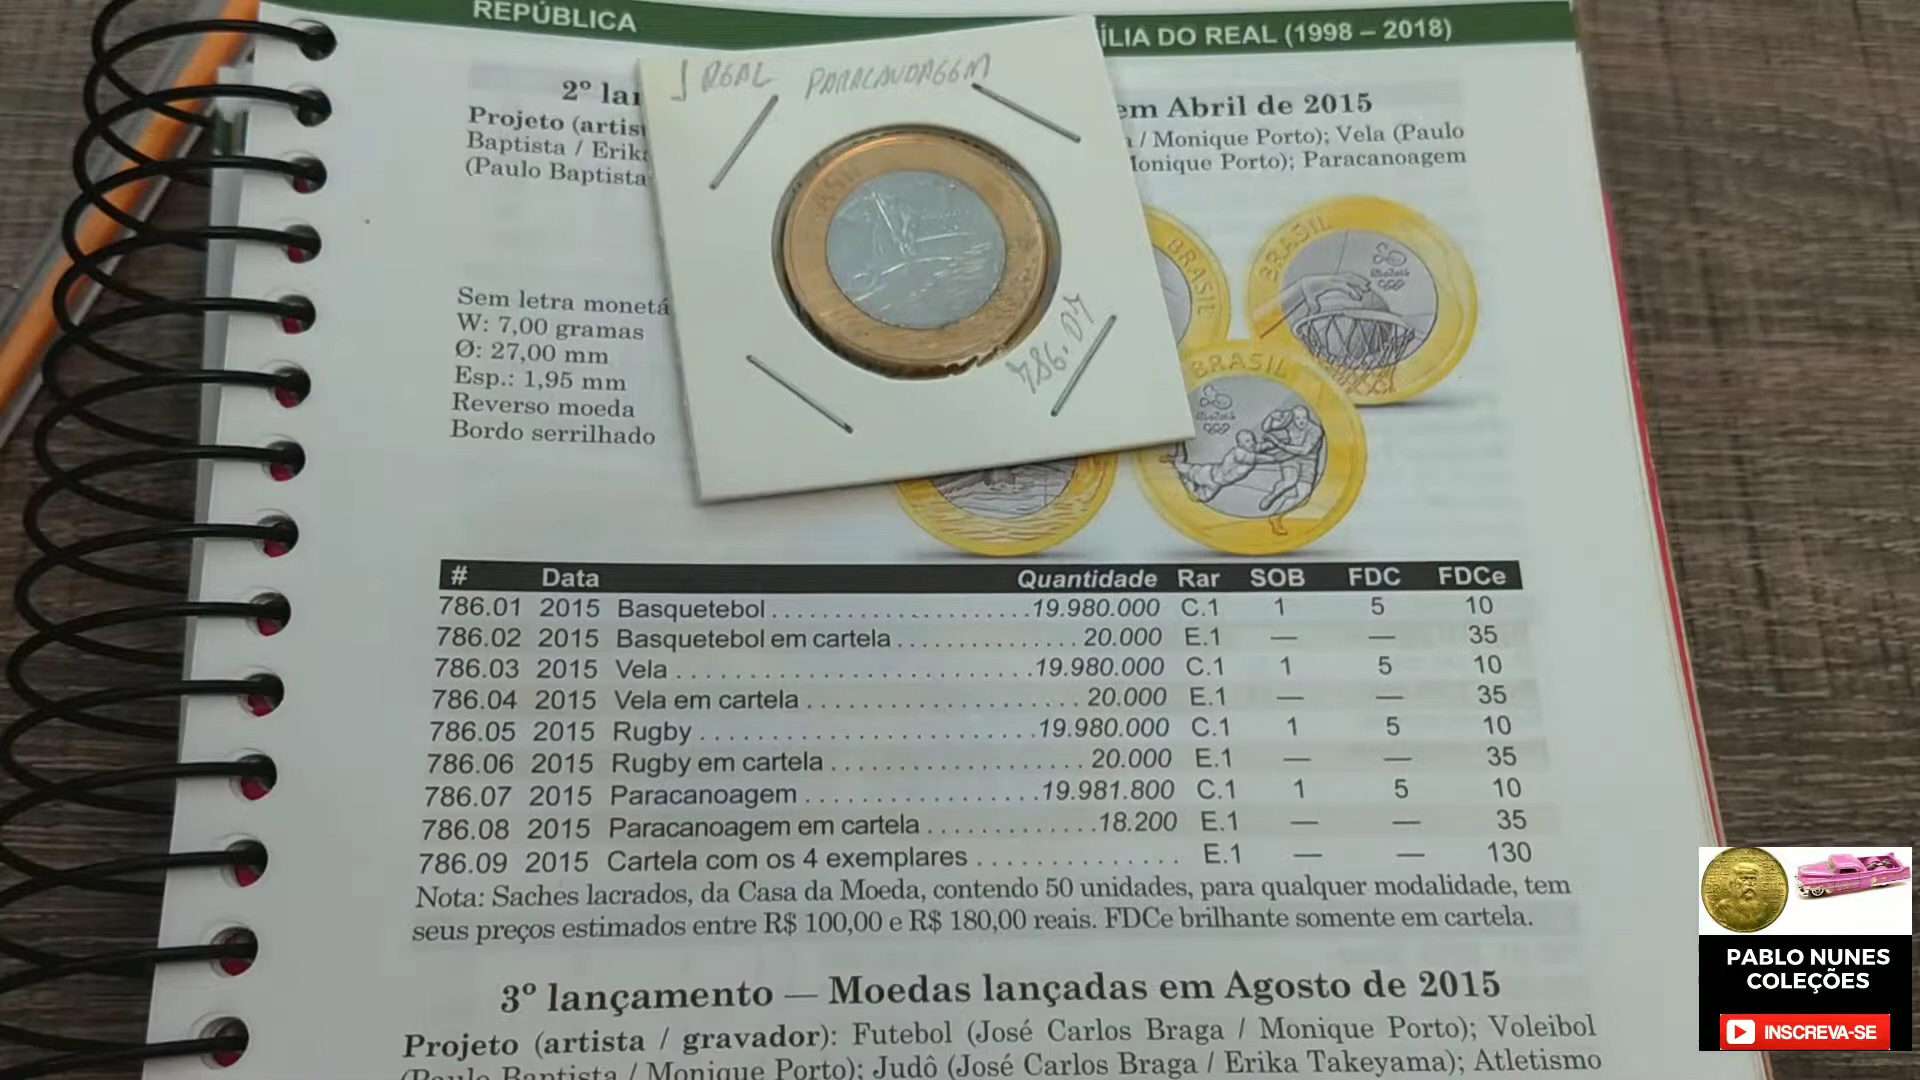 REPÚBLICA
ÍLIA DO REAL (1998 – 2018)
1 REAL PARACANOAGEM
786.07
2º lan
em Abril de 2015
Projeto (artis
/ Monique Porto); Vela (Paulo
Baptista / Erik
Monique Porto); Paracanoagem
(Paulo Baptista
Sem letra monetá
W: 7,00 gramas
Ø: 27,00 mm
Esp.: 1,95 mm
Reverso moeda
Bordo serrilhado
BRASIL
BRASIL
BRASIL
BRASIL
# Data Quantidade Rar SOB FDC FDCe
786.01 2015 Basquetebol ........................ 19.980.000 C.1 1 5 10
786.02 2015 Basquetebol em cartela .............. 20.000 E.1 — — 35
786.03 2015 Vela ........................ 19.980.000 C.1 1 5 10
786.04 2015 Vela em cartela .................... 20.000 E.1 — — 35
786.05 2015 Rugby ........................ 19.980.000 C.1 1 5 10
786.06 2015 Rugby em cartela .................... 20.000 E.1 — — 35
786.07 2015 Paracanoagem .................. 19.981.800 C.1 1 5 10
786.08 2015 Paracanoagem em cartela ............. 18.200 E.1 — — 35
786.09 2015 Cartela com os 4 exemplares .............. E.1 — — 130
Nota: Saches lacrados, da Casa da Moeda, contendo 50 unidades, para qualquer modalidade, tem
seus preços estimados entre R$ 100,00 e R$ 180,00 reais. FDCe brilhante somente em cartela.
3º lançamento — Moedas lançadas em Agosto de 2015
Projeto (artista / gravador): Futebol (José Carlos Braga / Monique Porto); Voleibol
(Paulo Baptista / Monique Porto); Judô (José Carlos Braga / Erika Takeyama); Atletismo
PABLO NUNES
COLEÇÕES
INSCREVA-SE